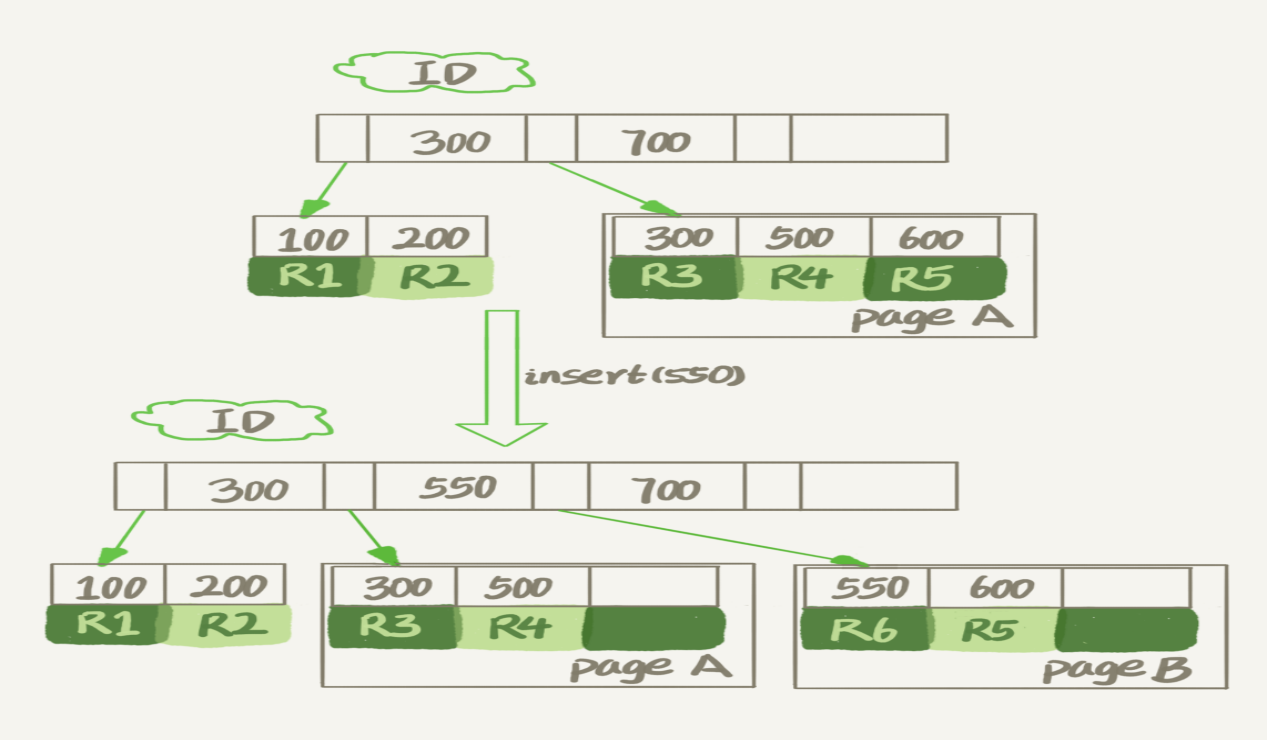 ID
300 700
100 200 300 500 600
R1 R2 R3 R4 R5
page A
insert(550)
ID
300 550 700
100 200 300 500 550 600
R1 R2 R3 R4 R6 R5
page A page B